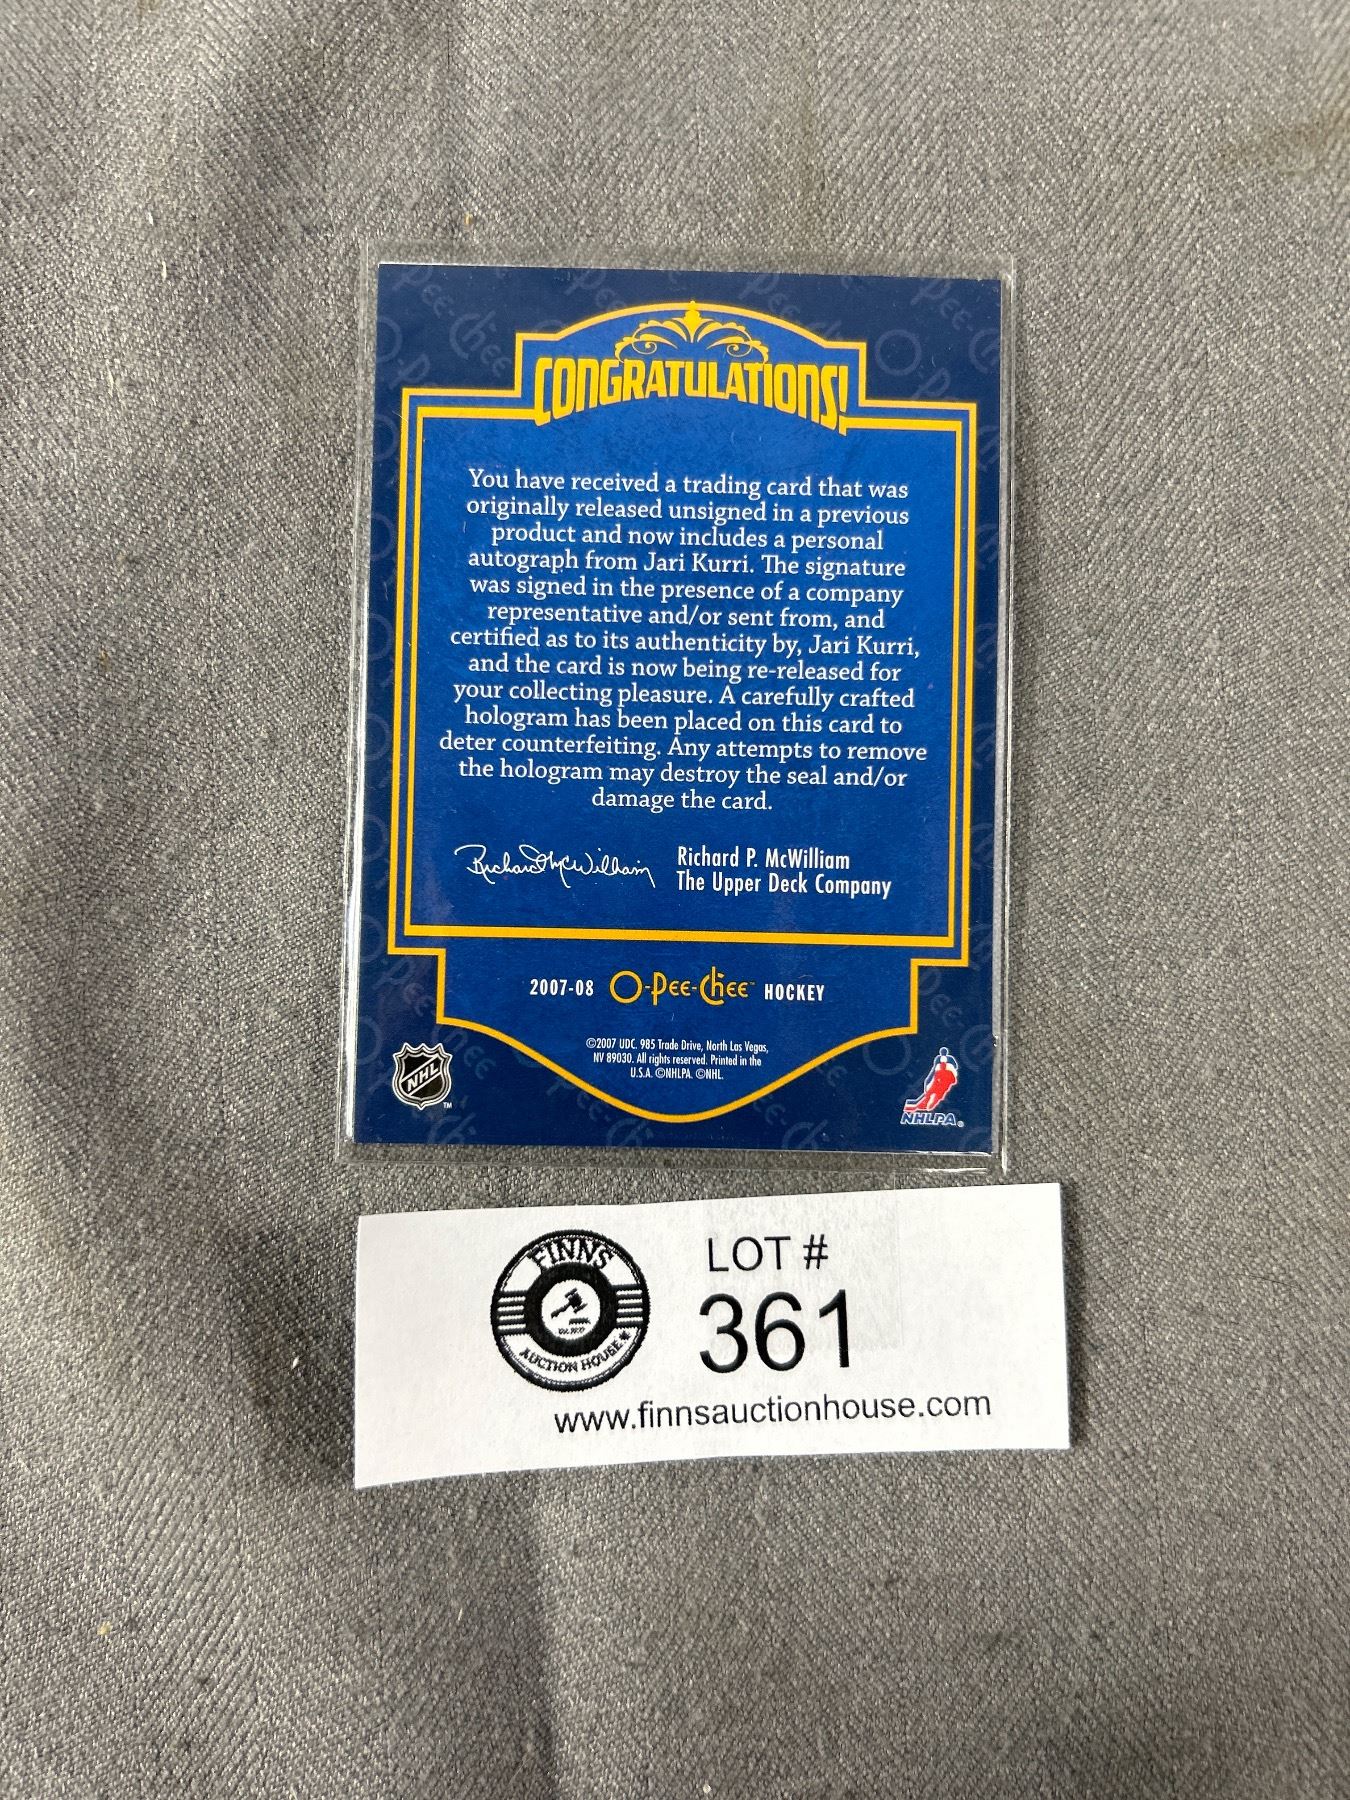 CONGRATULATIONS!
You have received a trading card that was
originally released unsigned in a previous
product and now includes a personal
autograph from Jari Kurri. The signature
was signed in the presence of a company
representative and/or sent from, and
certified as to its authenticity by, Jari Kurri,
and the card is now being re-released for
your collecting pleasure. A carefully crafted
hologram has been placed on this card to
deter counterfeiting. Any attempts to remove
the hologram may destroy the seal and/or
damage the card.
Richard McWilliam
Richard P. McWilliam
The Upper Deck Company
2007-08 O-Pee-Chee™ HOCKEY
©2007 UDC. 985 Trade Drive, North Las Vegas,
NV 89030. All rights reserved. Printed in the
U.S.A. ©NHLPA. ©NHL.
NHL ™
NHLPA®
FINNS
AUCTION HOUSE
LOT #
361
www.finnsauctionhouse.com